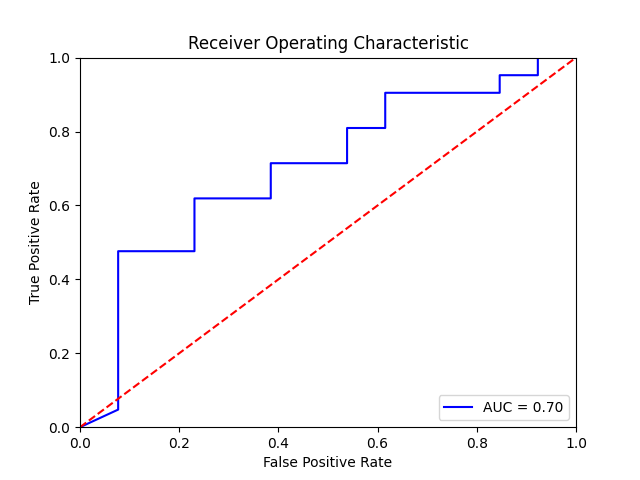 Receiver Operating Characteristic
True Positive Rate
1.0
0.8
0.6
0.4
0.2
0.0
AUC = 0.70
0.0 0.2 0.4 0.6 0.8 1.0
False Positive Rate